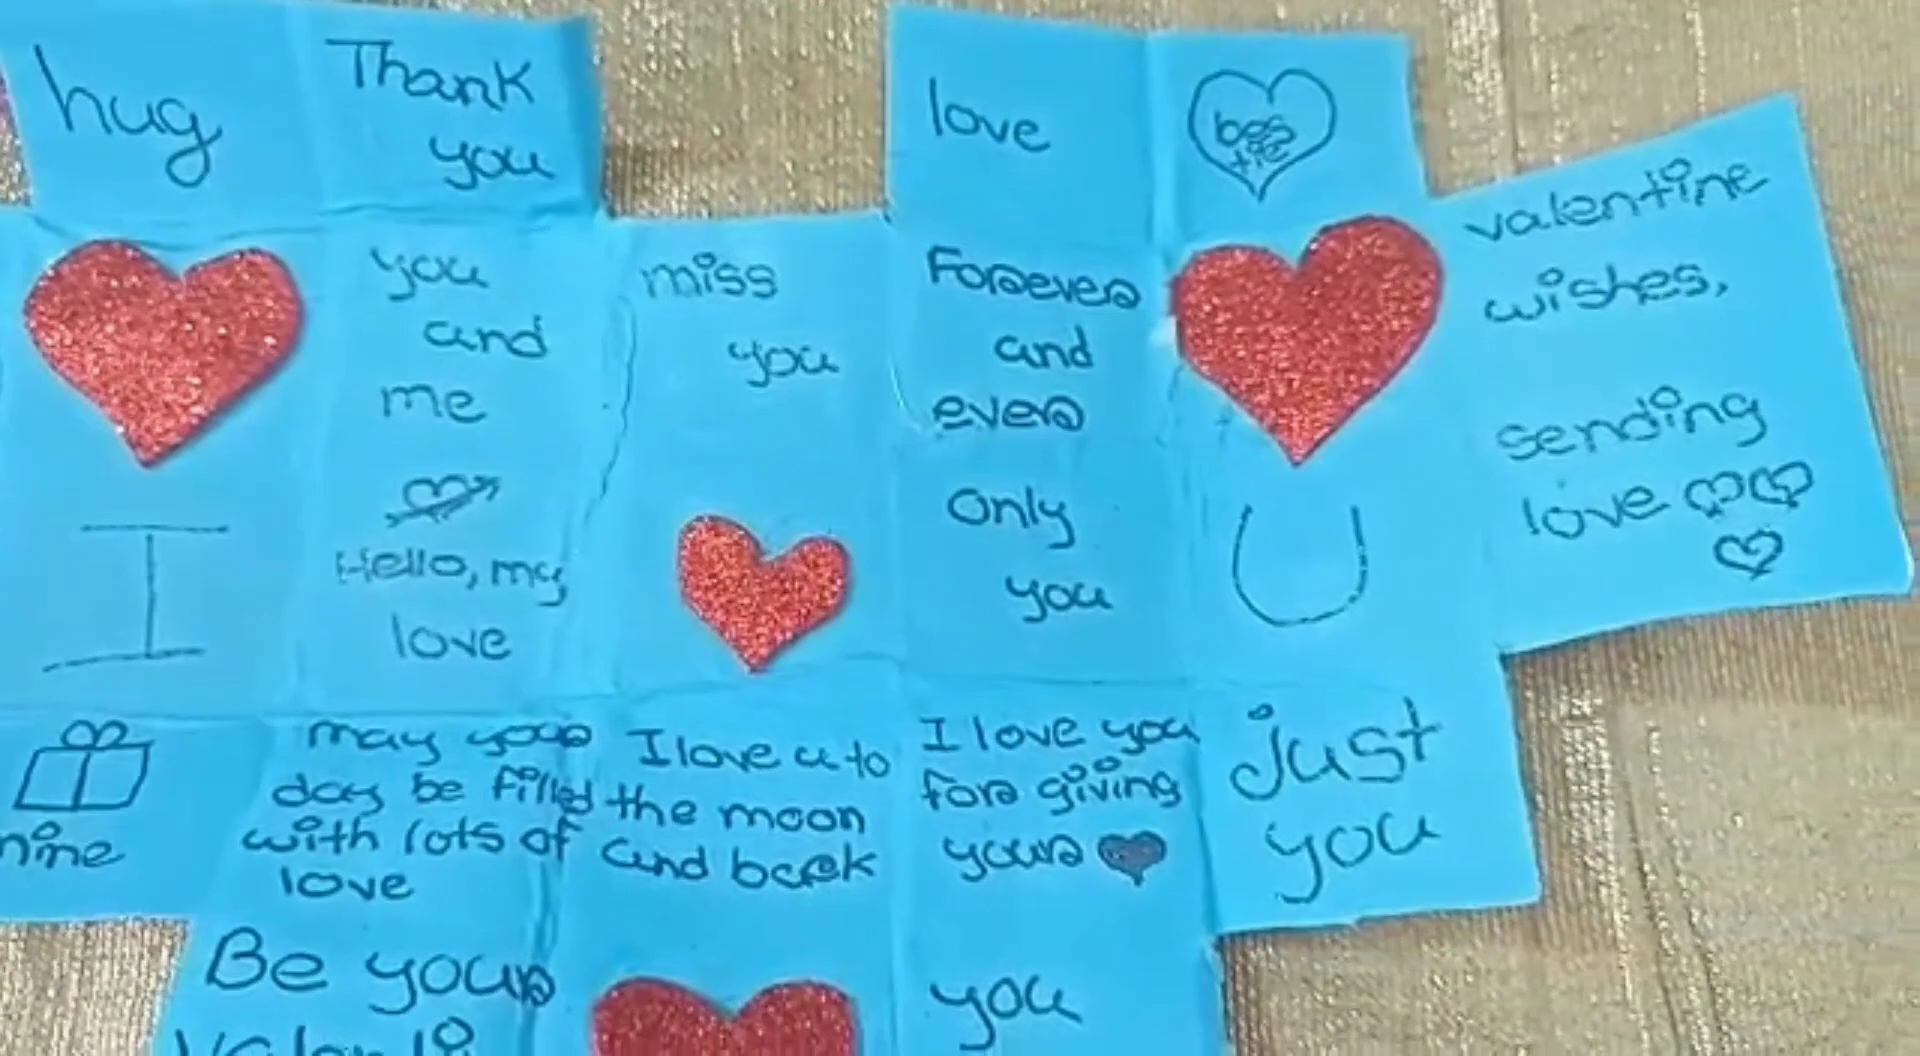 hug
Thank
you
love
bes
tie
you
and
me
miss
you
Forever
and
ever
valentine
wishes,
sending
love
I
Hello, my
love
Only
you
U
mine
may your
day be filled
with lots of
love
I love u to
the moon
and back
I love you
for giving
your
just
you
Be your
you